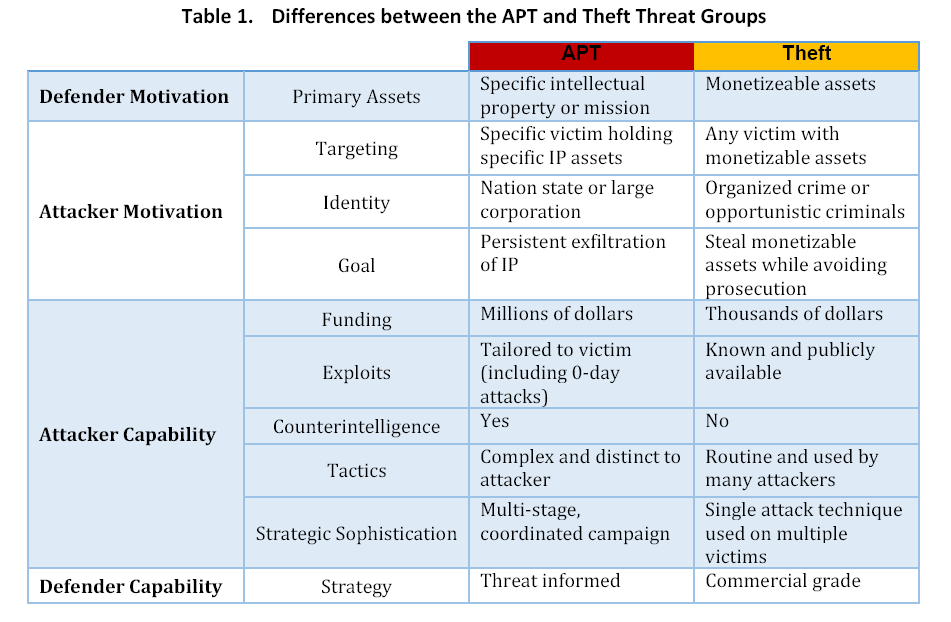 Table 1. Differences between the APT and Theft Threat Groups
APT
Theft
Defender Motivation
Primary Assets
Specific intellectual
property or mission
Monetizeable assets
Attacker Motivation
Targeting
Specific victim holding
specific IP assets
Any victim with
monetizable assets
Identity
Nation state or large
corporation
Organized crime or
opportunistic criminals
Goal
Persistent exfiltration
of IP
Steal monetizable
assets while avoiding
prosecution
Attacker Capability
Funding
Millions of dollars
Thousands of dollars
Exploits
Tailored to victim
(including 0-day
attacks)
Known and publicly
available
Counterintelligence
Yes
No
Tactics
Complex and distinct to
attacker
Routine and used by
many attackers
Strategic Sophistication
Multi-stage,
coordinated campaign
Single attack technique
used on multiple
victims
Defender Capability
Strategy
Threat informed
Commercial grade